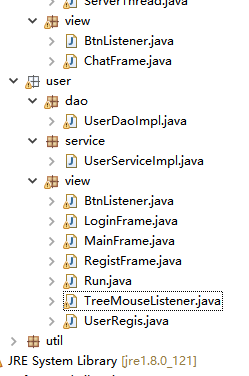 ServerThread.java
view
BtnListener.java
ChatFrame.java
user
dao
UserDaoImpl.java
service
UserServiceImpl.java
view
BtnListener.java
LoginFrame.java
MainFrame.java
RegistFrame.java
Run.java
TreeMouseListener.java
UserRegis.java
util
JRE System Library [jre1.8.0_121]